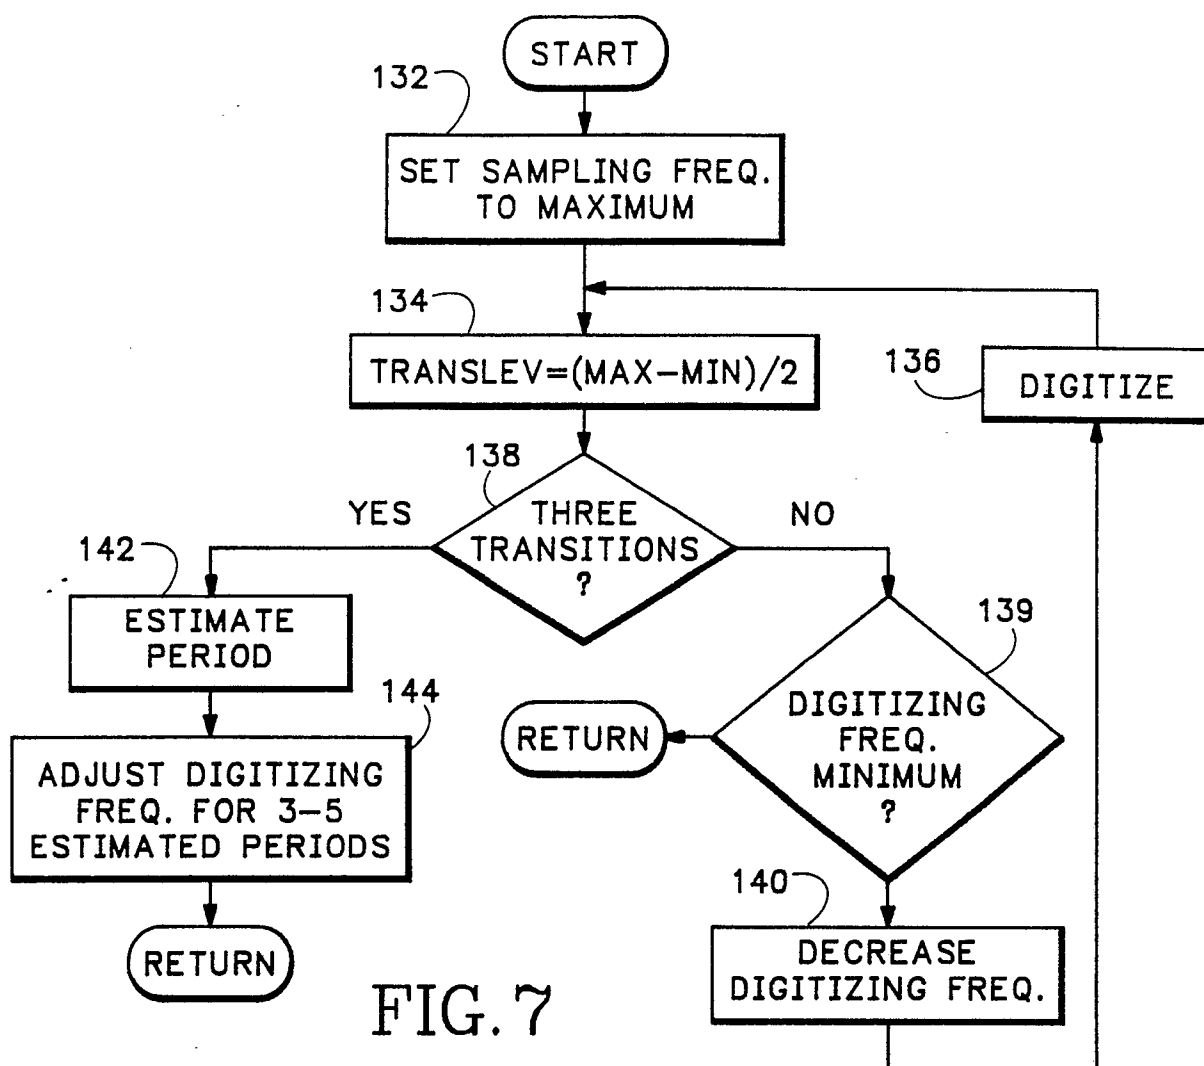 START
132
SET SAMPLING FREQ.
TO MAXIMUM
134
TRANSLEV=(MAX-MIN)/2
136
DIGITIZE
138
THREE
TRANSITIONS
?
YES
NO
142
ESTIMATE
PERIOD
139
DIGITIZING
FREQ.
MINIMUM
?
RETURN
144
ADJUST DIGITIZING
FREQ. FOR 3-5
ESTIMATED PERIODS
140
DECREASE
DIGITIZING FREQ.
RETURN
FIG. 7